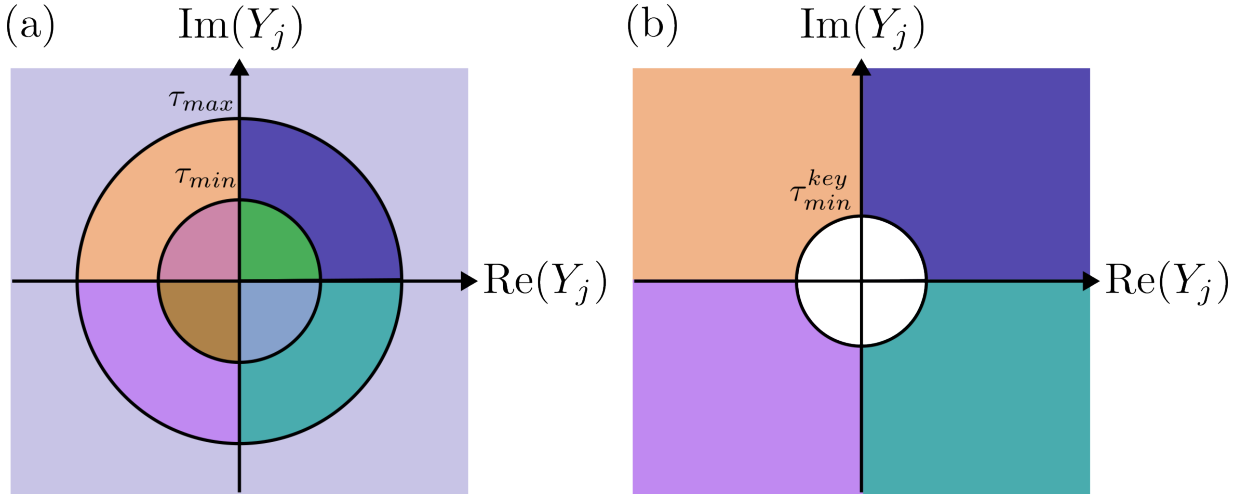 (a)
Im(Y_j)
τ_max
τ_min
Re(Y_j)
(b)
Im(Y_j)
τ_min^key
Re(Y_j)